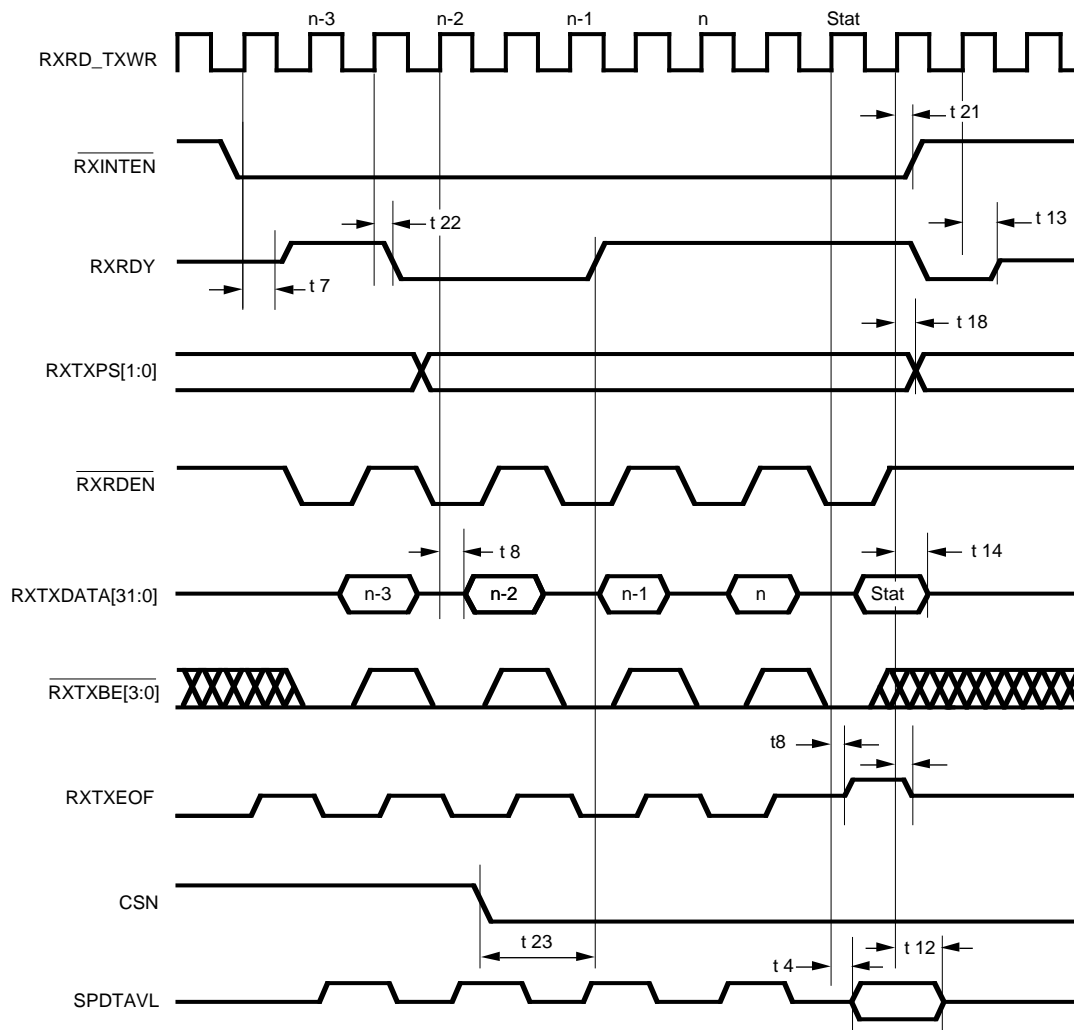 n-3 n-2 n-1 n Stat
RXRD_TXWR
t 21
RXINTEN
t 22 t 13
RXRDY
t 7
t 18
RXTXPS[1:0]
RXRDEN
t 8 t 14
RXTXDATA[31:0] n-3 n-2 n-1 n Stat
RXTXBE[3:0]
t8
RXTXEOF
CSN
t 23 t 12
t 4
SPDTAVL